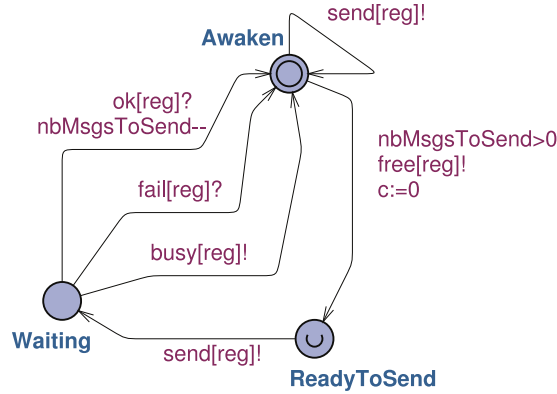 send[reg]!
Awaken
ok[reg]?
nbMsgsToSend--
nbMsgsToSend>0
free[reg]!
c:=0
fail[reg]?
busy[reg]!
Waiting
send[reg]!
ReadyToSend